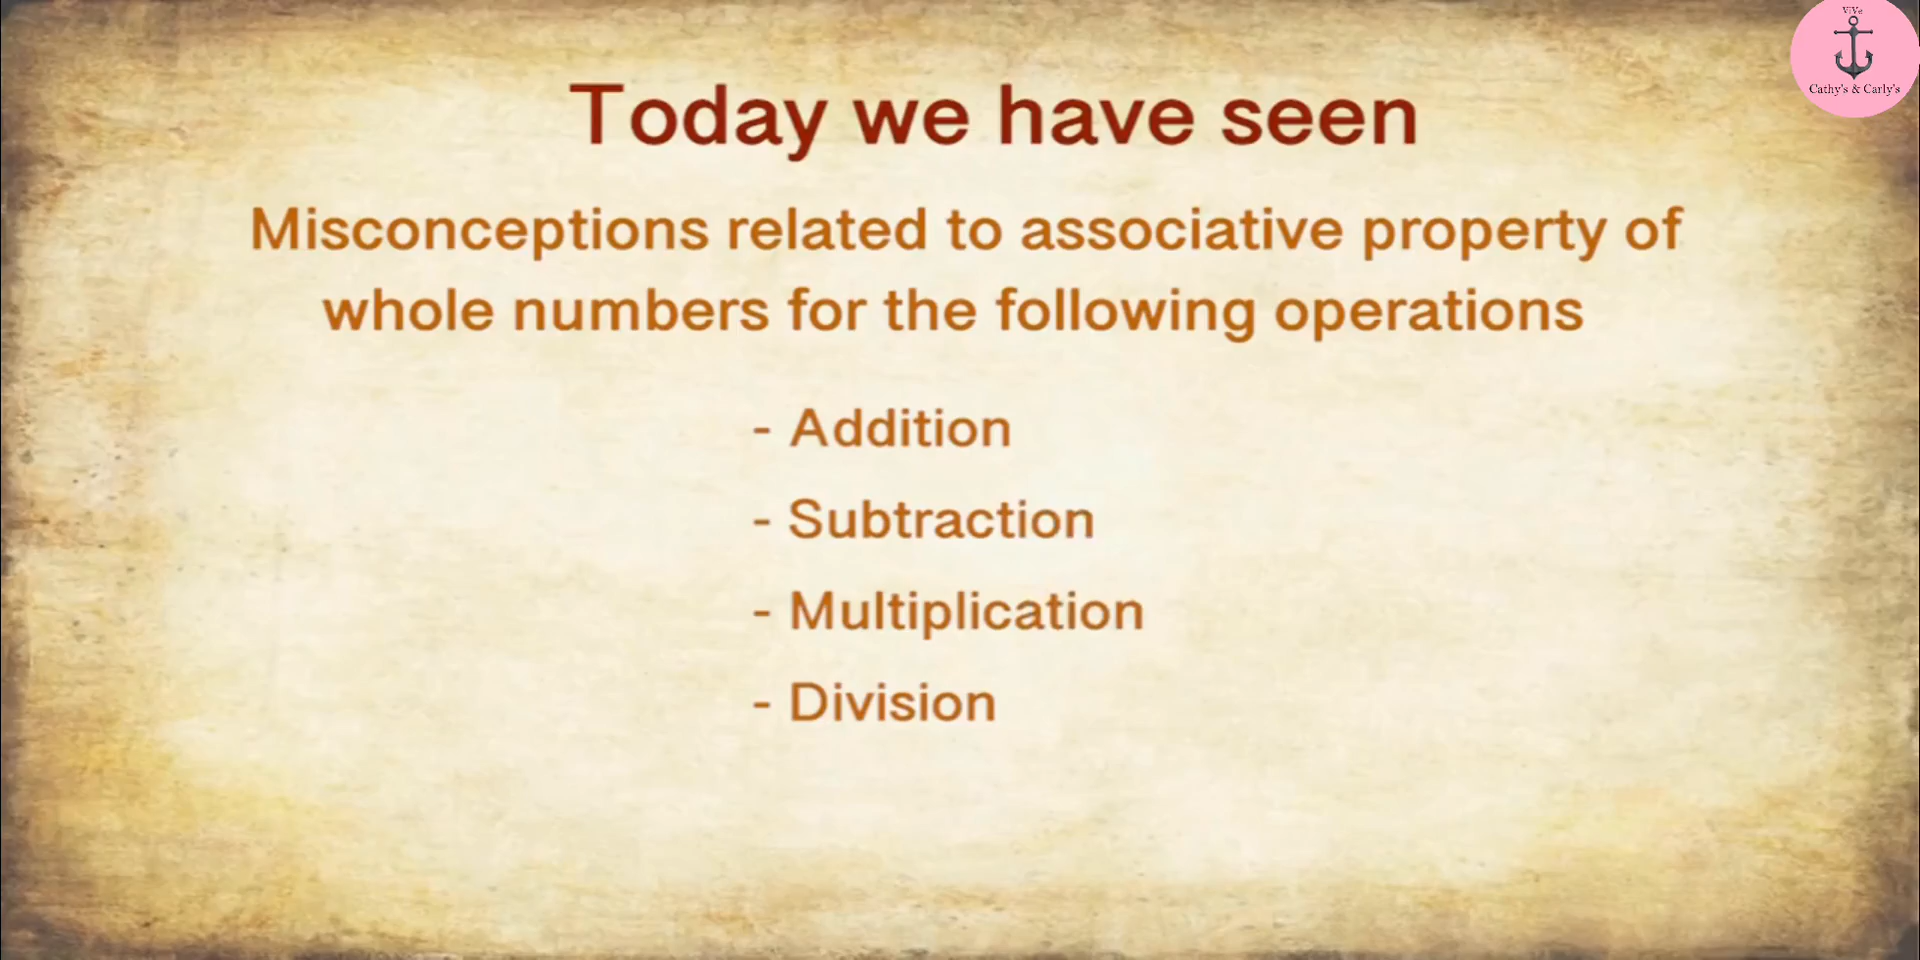 ViVe
Cathy's & Carly's
Today we have seen
Misconceptions related to associative property of
whole numbers for the following operations
- Addition
- Subtraction
- Multiplication
- Division